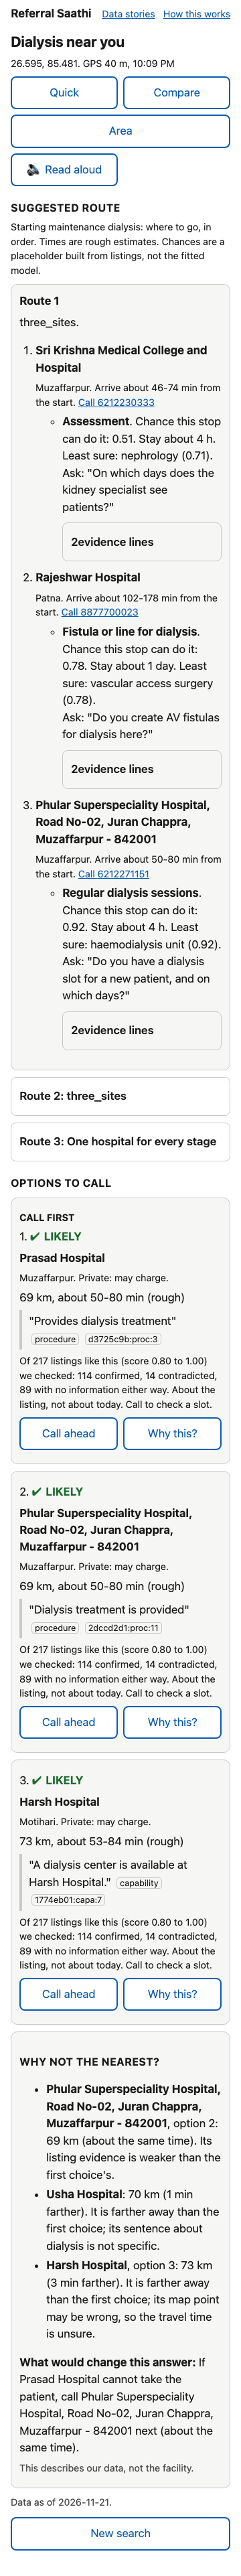 Referral Saathi Data stories How this works
Dialysis near you
26.595, 85.481. GPS 40 m, 10:09 PM
Quick Compare
Area
Read aloud
SUGGESTED ROUTE
Starting maintenance dialysis: where to go, in
order. Times are rough estimates. Chances are a
placeholder built from listings, not the fitted
model.
Route 1
three_sites.
1. Sri Krishna Medical College and
Hospital
Muzaffarpur. Arrive about 46-74 min from
the start. Call 6212230333
Assessment. Chance this stop
can do it: 0.51. Stay about 4 h.
Least sure: nephrology (0.71).
Ask: "On which days does the
kidney specialist see
patients?"
2evidence lines
2. Rajeshwar Hospital
Patna. Arrive about 102-178 min from the
start. Call 8877700023
Fistula or line for dialysis.
Chance this stop can do it:
0.78. Stay about 1 day. Least
sure: vascular access surgery
(0.78).
Ask: "Do you create AV fistulas
for dialysis here?"
2evidence lines
3. Phular Superspeciality Hospital,
Road No-02, Juran Chappra,
Muzaffarpur - 842001
Muzaffarpur. Arrive about 50-80 min from
the start. Call 6212271151
Regular dialysis sessions.
Chance this stop can do it:
0.92. Stay about 4 h. Least
sure: haemodialysis unit (0.92).
Ask: "Do you have a dialysis
slot for a new patient, and on
which days?"
2evidence lines
Route 2: three_sites
Route 3: One hospital for every stage
OPTIONS TO CALL
CALL FIRST
1. ✔ LIKELY
Prasad Hospital
Muzaffarpur. Private: may charge.
69 km, about 50-80 min (rough)
"Provides dialysis treatment"
procedure d3725c9b:proc:3
Of 217 listings like this (score 0.80 to 1.00)
we checked: 114 confirmed, 14 contradicted,
89 with no information either way. About the
listing, not about today. Call to check a slot.
Call ahead Why this?
2. ✔ LIKELY
Phular Superspeciality Hospital,
Road No-02, Juran Chappra,
Muzaffarpur - 842001
Muzaffarpur. Private: may charge.
69 km, about 50-80 min (rough)
"Dialysis treatment is provided"
procedure 2dccd2d1:proc:11
Of 217 listings like this (score 0.80 to 1.00)
we checked: 114 confirmed, 14 contradicted,
89 with no information either way. About the
listing, not about today. Call to check a slot.
Call ahead Why this?
3. ✔ LIKELY
Harsh Hospital
Motihari. Private: may charge.
73 km, about 53-84 min (rough)
"A dialysis center is available at
Harsh Hospital." capability
1774eb01:capa:7
Of 217 listings like this (score 0.80 to 1.00)
we checked: 114 confirmed, 14 contradicted,
89 with no information either way. About the
listing, not about today. Call to check a slot.
Call ahead Why this?
WHY NOT THE NEAREST?
Phular Superspeciality Hospital,
Road No-02, Juran Chappra,
Muzaffarpur - 842001, option 2:
69 km (about the same time). Its
listing evidence is weaker than the
first choice's.
Usha Hospital: 70 km (1 min
farther). It is farther away than the
first choice; its sentence about
dialysis is not specific.
Harsh Hospital, option 3: 73 km
(3 min farther). It is farther away
than the first choice; its map point
may be wrong, so the travel time
is unsure.
What would change this answer: If
Prasad Hospital cannot take the
patient, call Phular Superspeciality
Hospital, Road No-02, Juran Chappra,
Muzaffarpur - 842001 next (about the
same time).
This describes our data, not the facility.
Data as of 2026-11-21.
New search